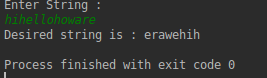 Enter String :
hihellohoware
Desired string is : erawehih
Process finished with exit code 0